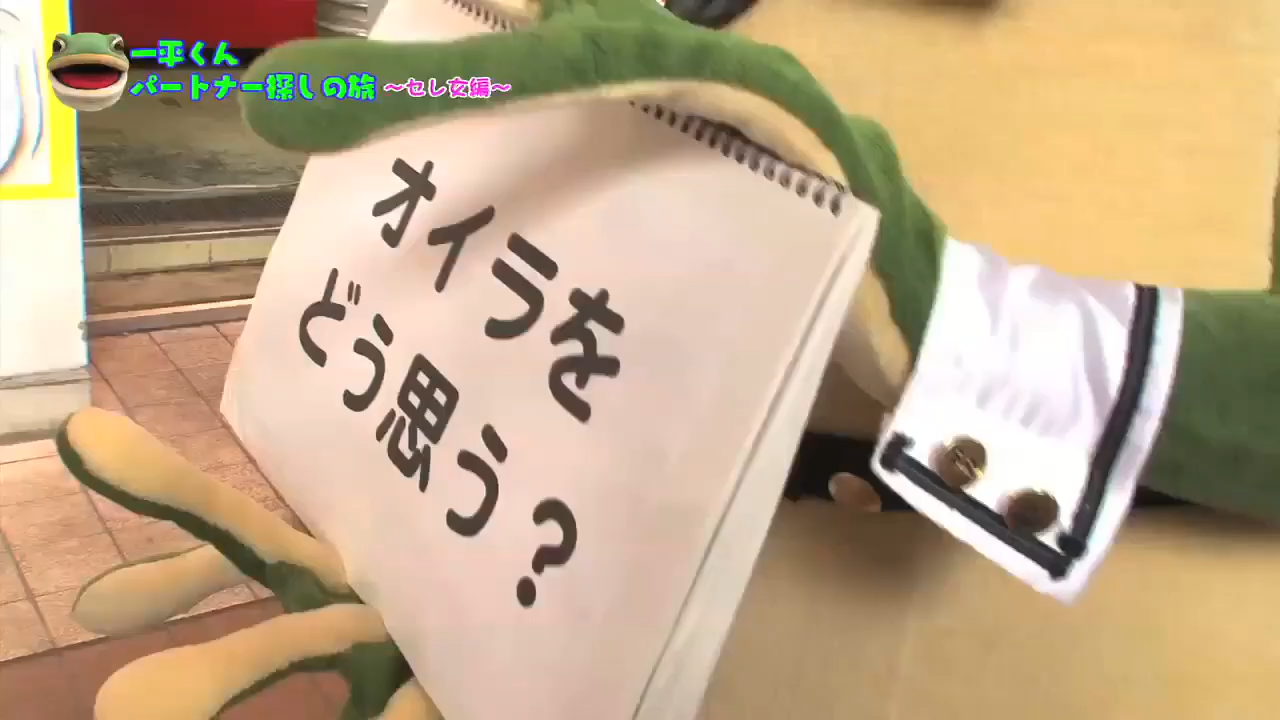 一平くん
パートナー探しの旅 ～セレ女編～
オイラを
どう思う?